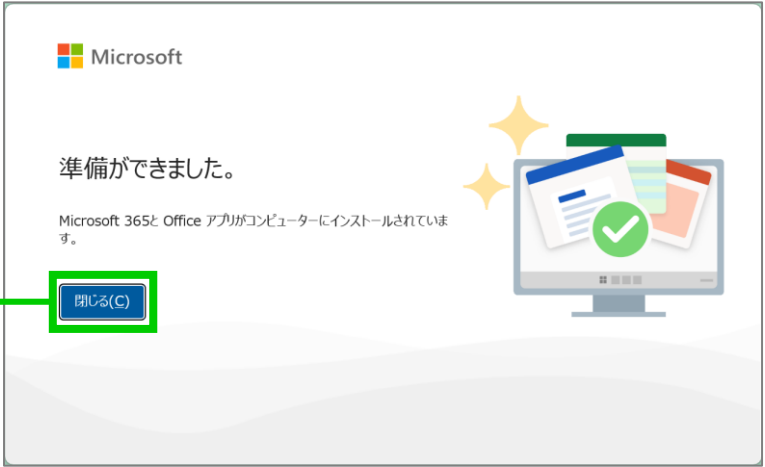 Microsoft
準備ができました。
Microsoft 365と Office アプリがコンピューターにインストールされていま
す。
閉じる(C)